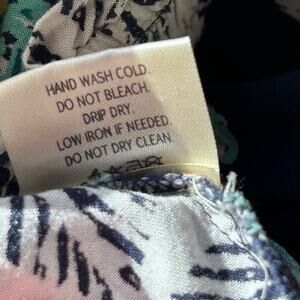 HAND WASH COLD.
DO NOT BLEACH.
DRIP DRY.
LOW IRON IF NEEDED.
DO NOT DRY CLEAN